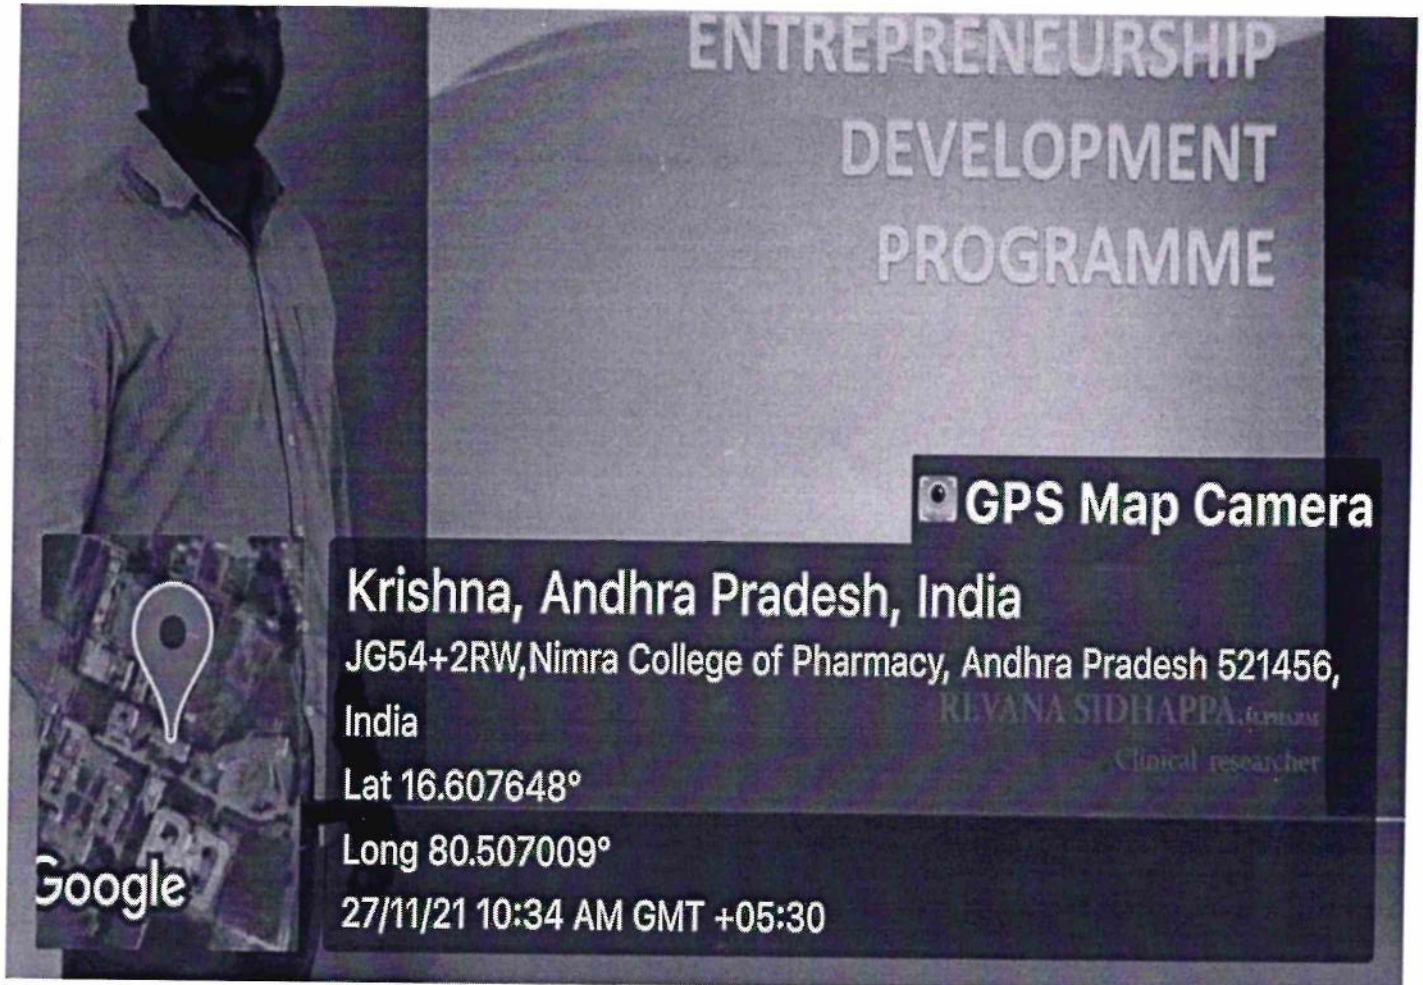 ENTREPRENEURSHIP
DEVELOPMENT
PROGRAMME
GPS Map Camera
Krishna, Andhra Pradesh, India
JG54+2RW,Nimra College of Pharmacy, Andhra Pradesh 521456,
India
REVANA SIDHAPPA,
Clinical researcher
Lat 16.607648°
Long 80.507009°
27/11/21 10:34 AM GMT +05:30
Google